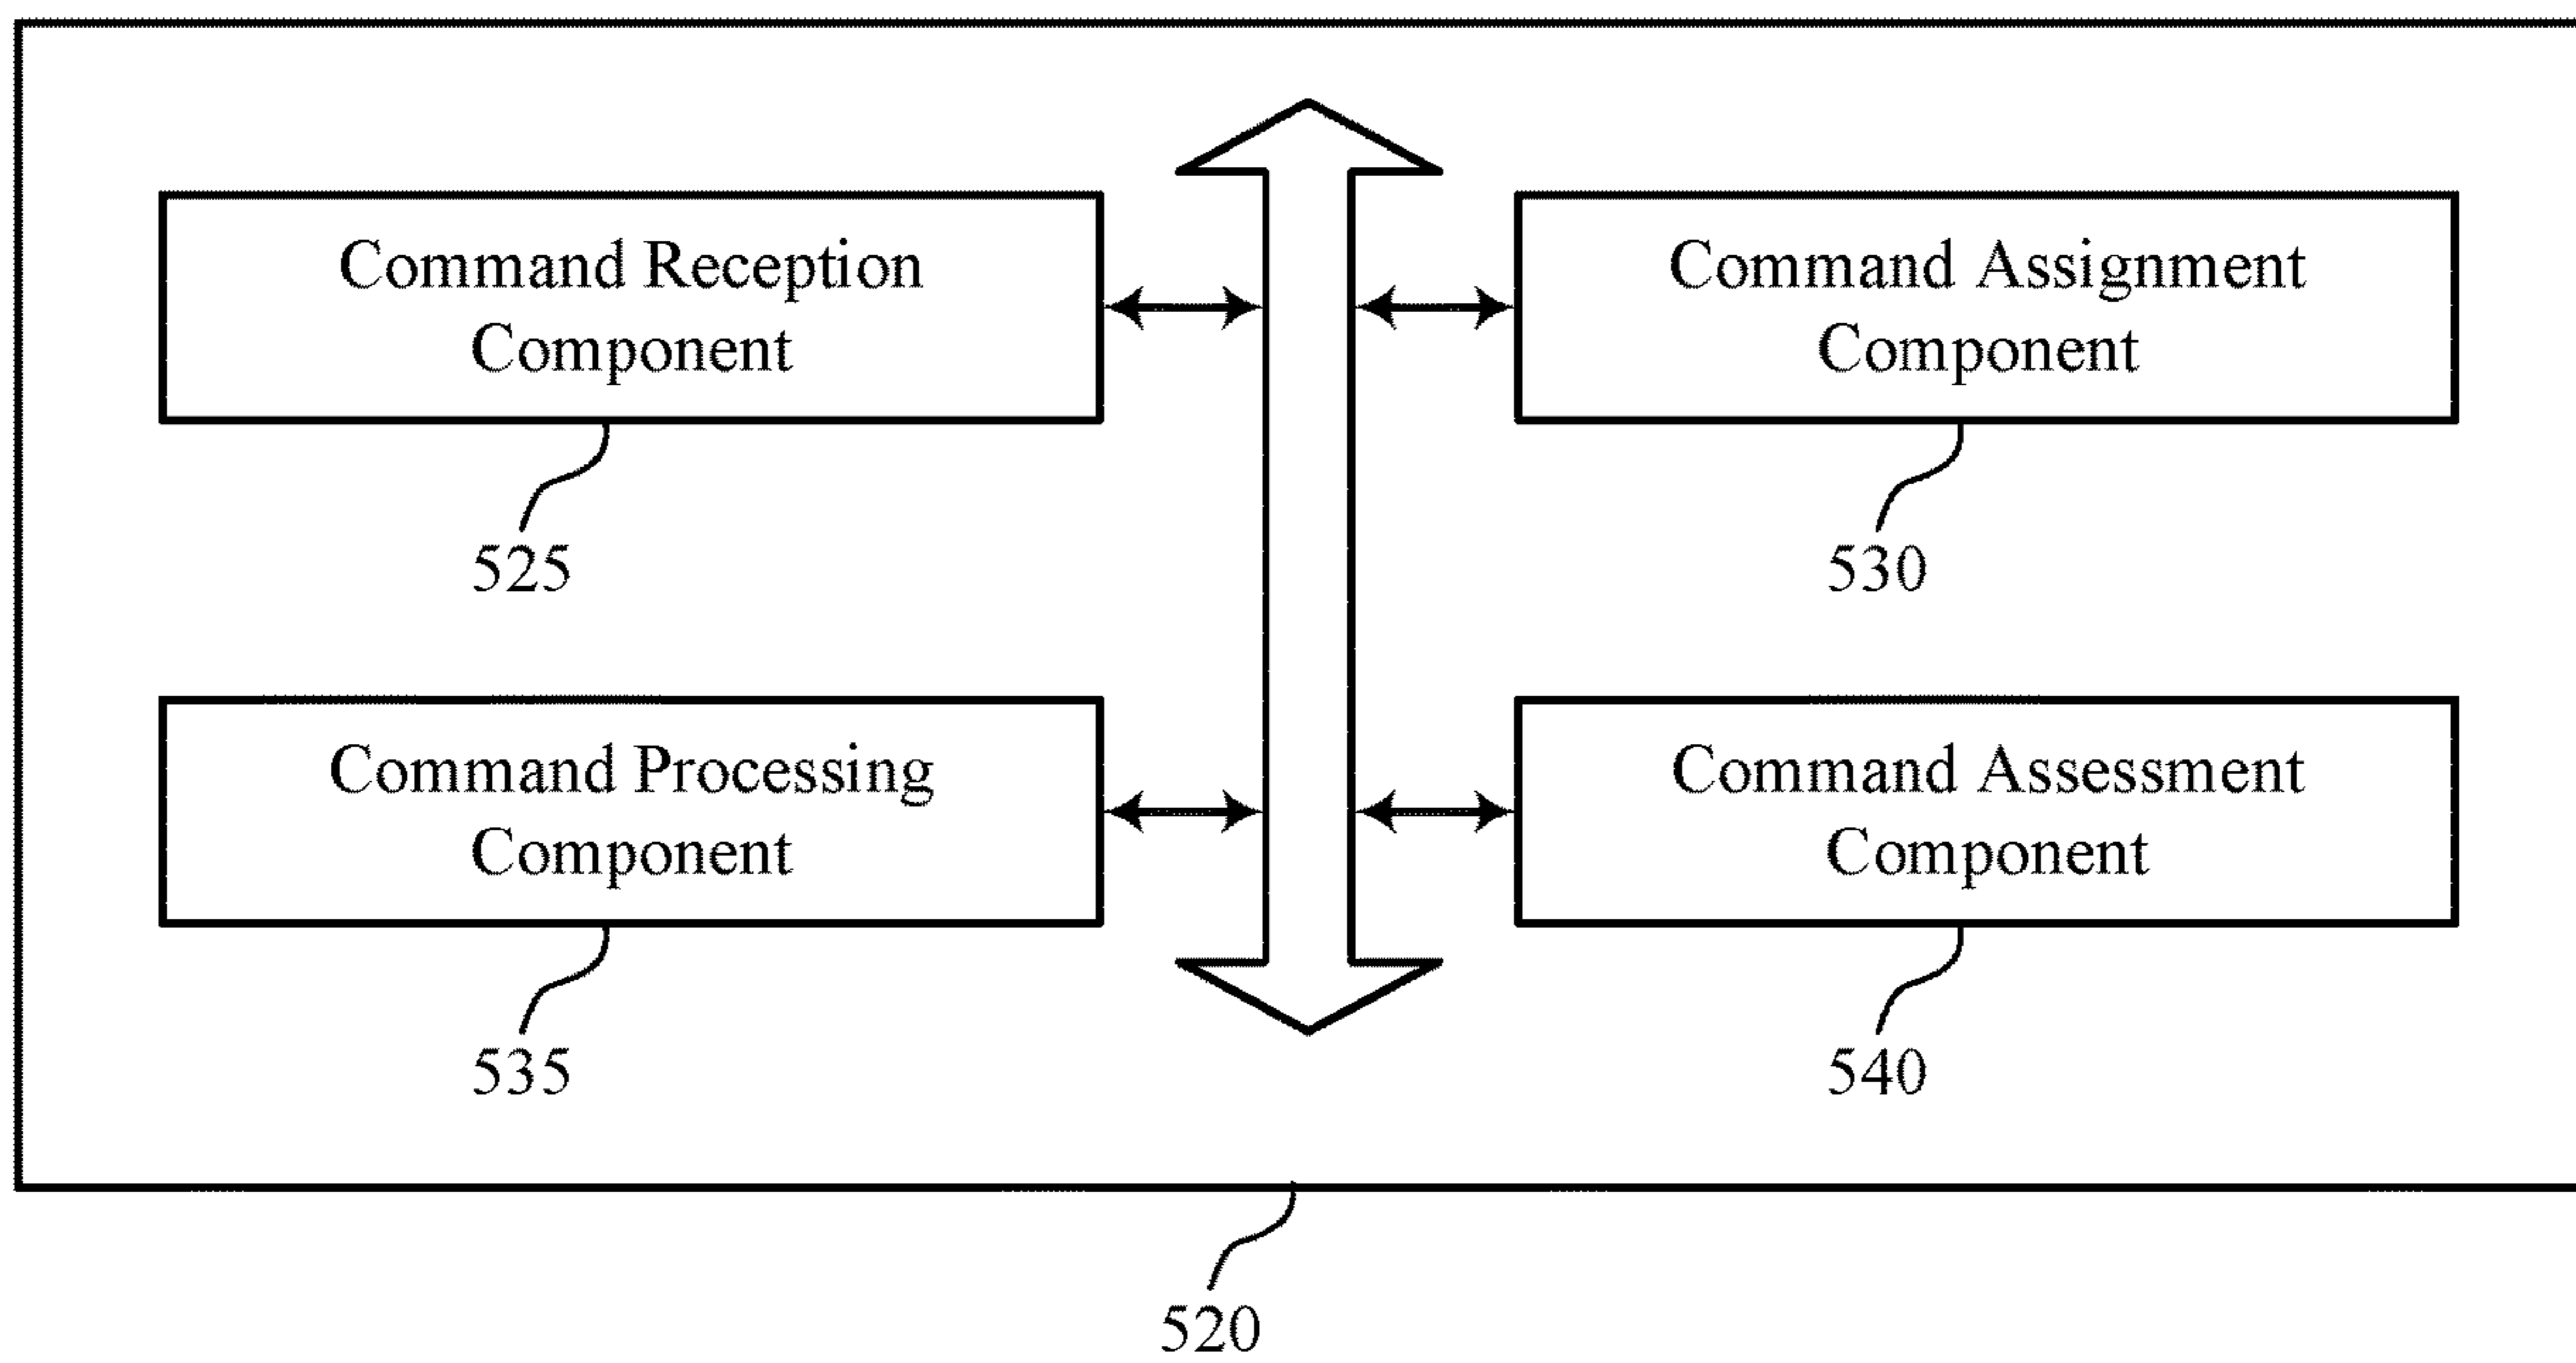 Command Reception
Component
525
Command Assignment
Component
530
Command Processing
Component
535
Command Assessment
Component
540
520